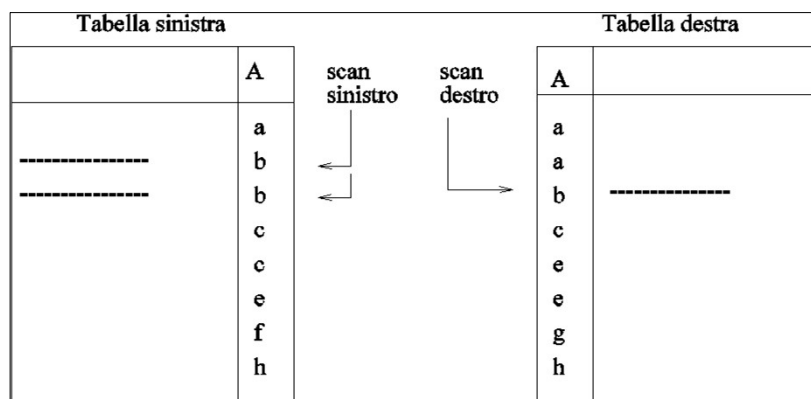 Tabella sinistra Tabella destra
A scan sinistro scan destro A
a a
b a
b b
c c
c e
e e
f g
h h